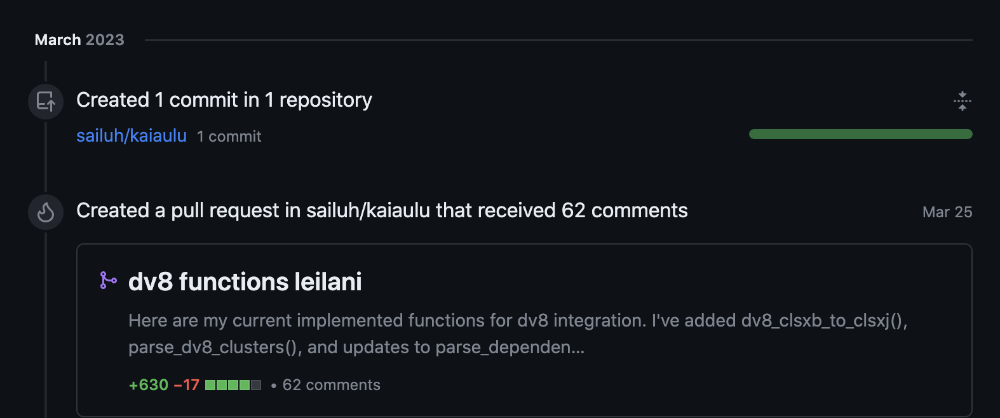 March 2023
Created 1 commit in 1 repository
sailuh/kaiaulu 1 commit
Created a pull request in sailuh/kaiaulu that received 62 comments
Mar 25
dv8 functions leilani
Here are my current implemented functions for dv8 integration. I've added dv8_clsxb_to_clsxj(),
parse_dv8_clusters(), and updates to parse_dependen...
+630 −17 • 62 comments